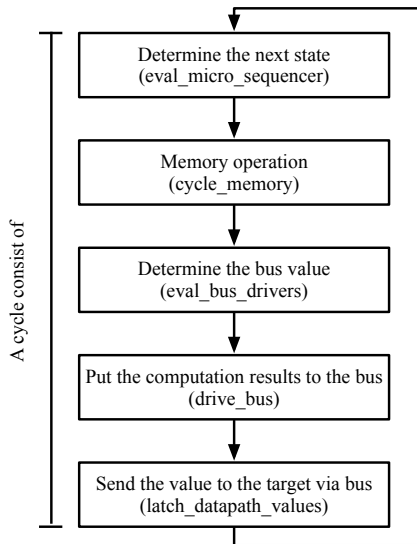 A cycle consist of
Determine the next state
(eval_micro_sequencer)
Memory operation
(cycle_memory)
Determine the bus value
(eval_bus_drivers)
Put the computation results to the bus
(drive_bus)
Send the value to the target via bus
(latch_datapath_values)